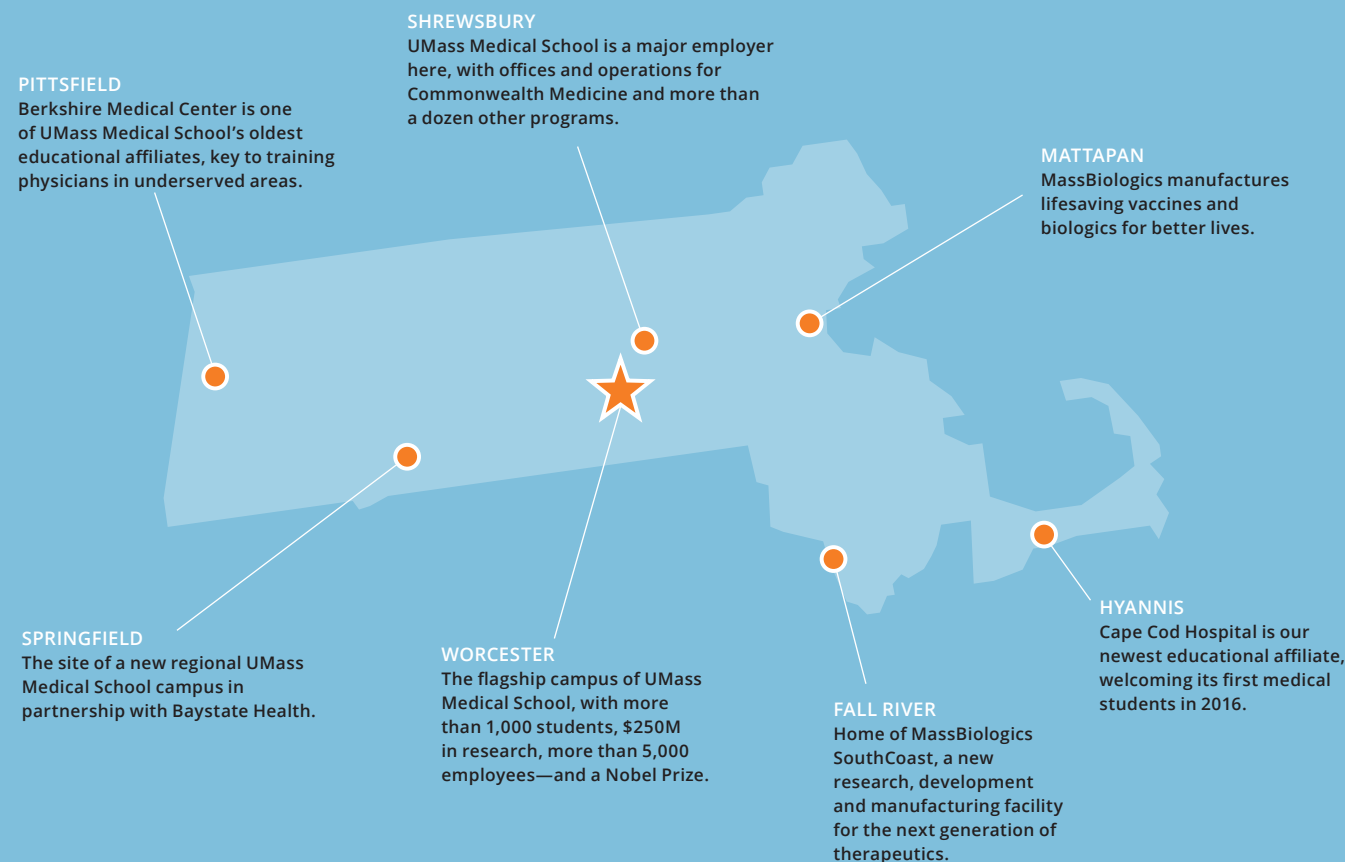 SHREWSBURY
UMass Medical School is a major employer
here, with offices and operations for
Commonwealth Medicine and more than
a dozen other programs.
PITTSFIELD
Berkshire Medical Center is one
of UMass Medical School’s oldest
educational affiliates, key to training
physicians in underserved areas.
MATTAPAN
MassBiologics manufactures
lifesaving vaccines and
biologics for better lives.
SPRINGFIELD
The site of a new regional UMass
Medical School campus in
partnership with Baystate Health.
WORCESTER
The flagship campus of UMass
Medical School, with more
than 1,000 students, $250M
in research, more than 5,000
employees—and a Nobel Prize.
FALL RIVER
Home of MassBiologics
SouthCoast, a new
research, development
and manufacturing facility
for the next generation of
therapeutics.
HYANNIS
Cape Cod Hospital is our
newest educational affiliate,
welcoming its first medical
students in 2016.